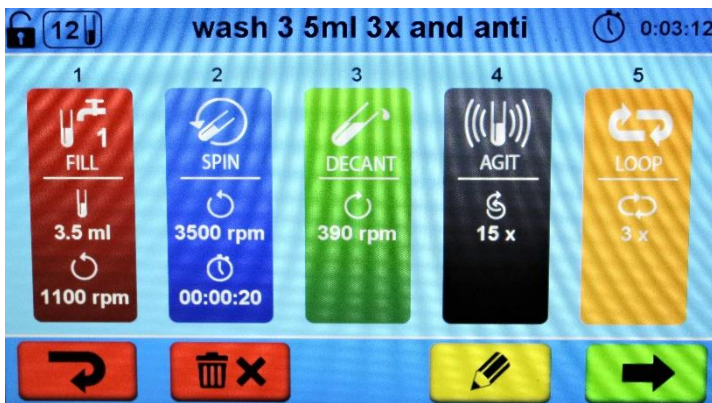 12 wash 3 5ml 3x and anti 0:03:12
1 2 3 4 5
1
FILL SPIN DECANT AGIT LOOP
3.5 ml 3500 rpm 390 rpm 15 x 3 x
1100 rpm 00:00:20